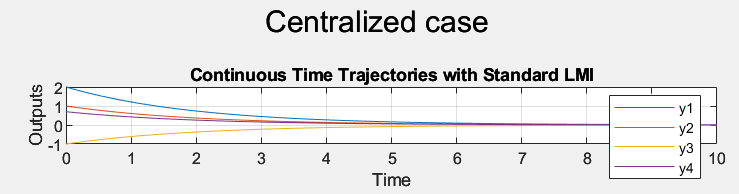 Centralized case
Continuous Time Trajectories with Standard LMI
Outputs
2
1
0
-1
0 1 2 3 4 5 6 7 8 9 10
Time
y1
y2
y3
y4